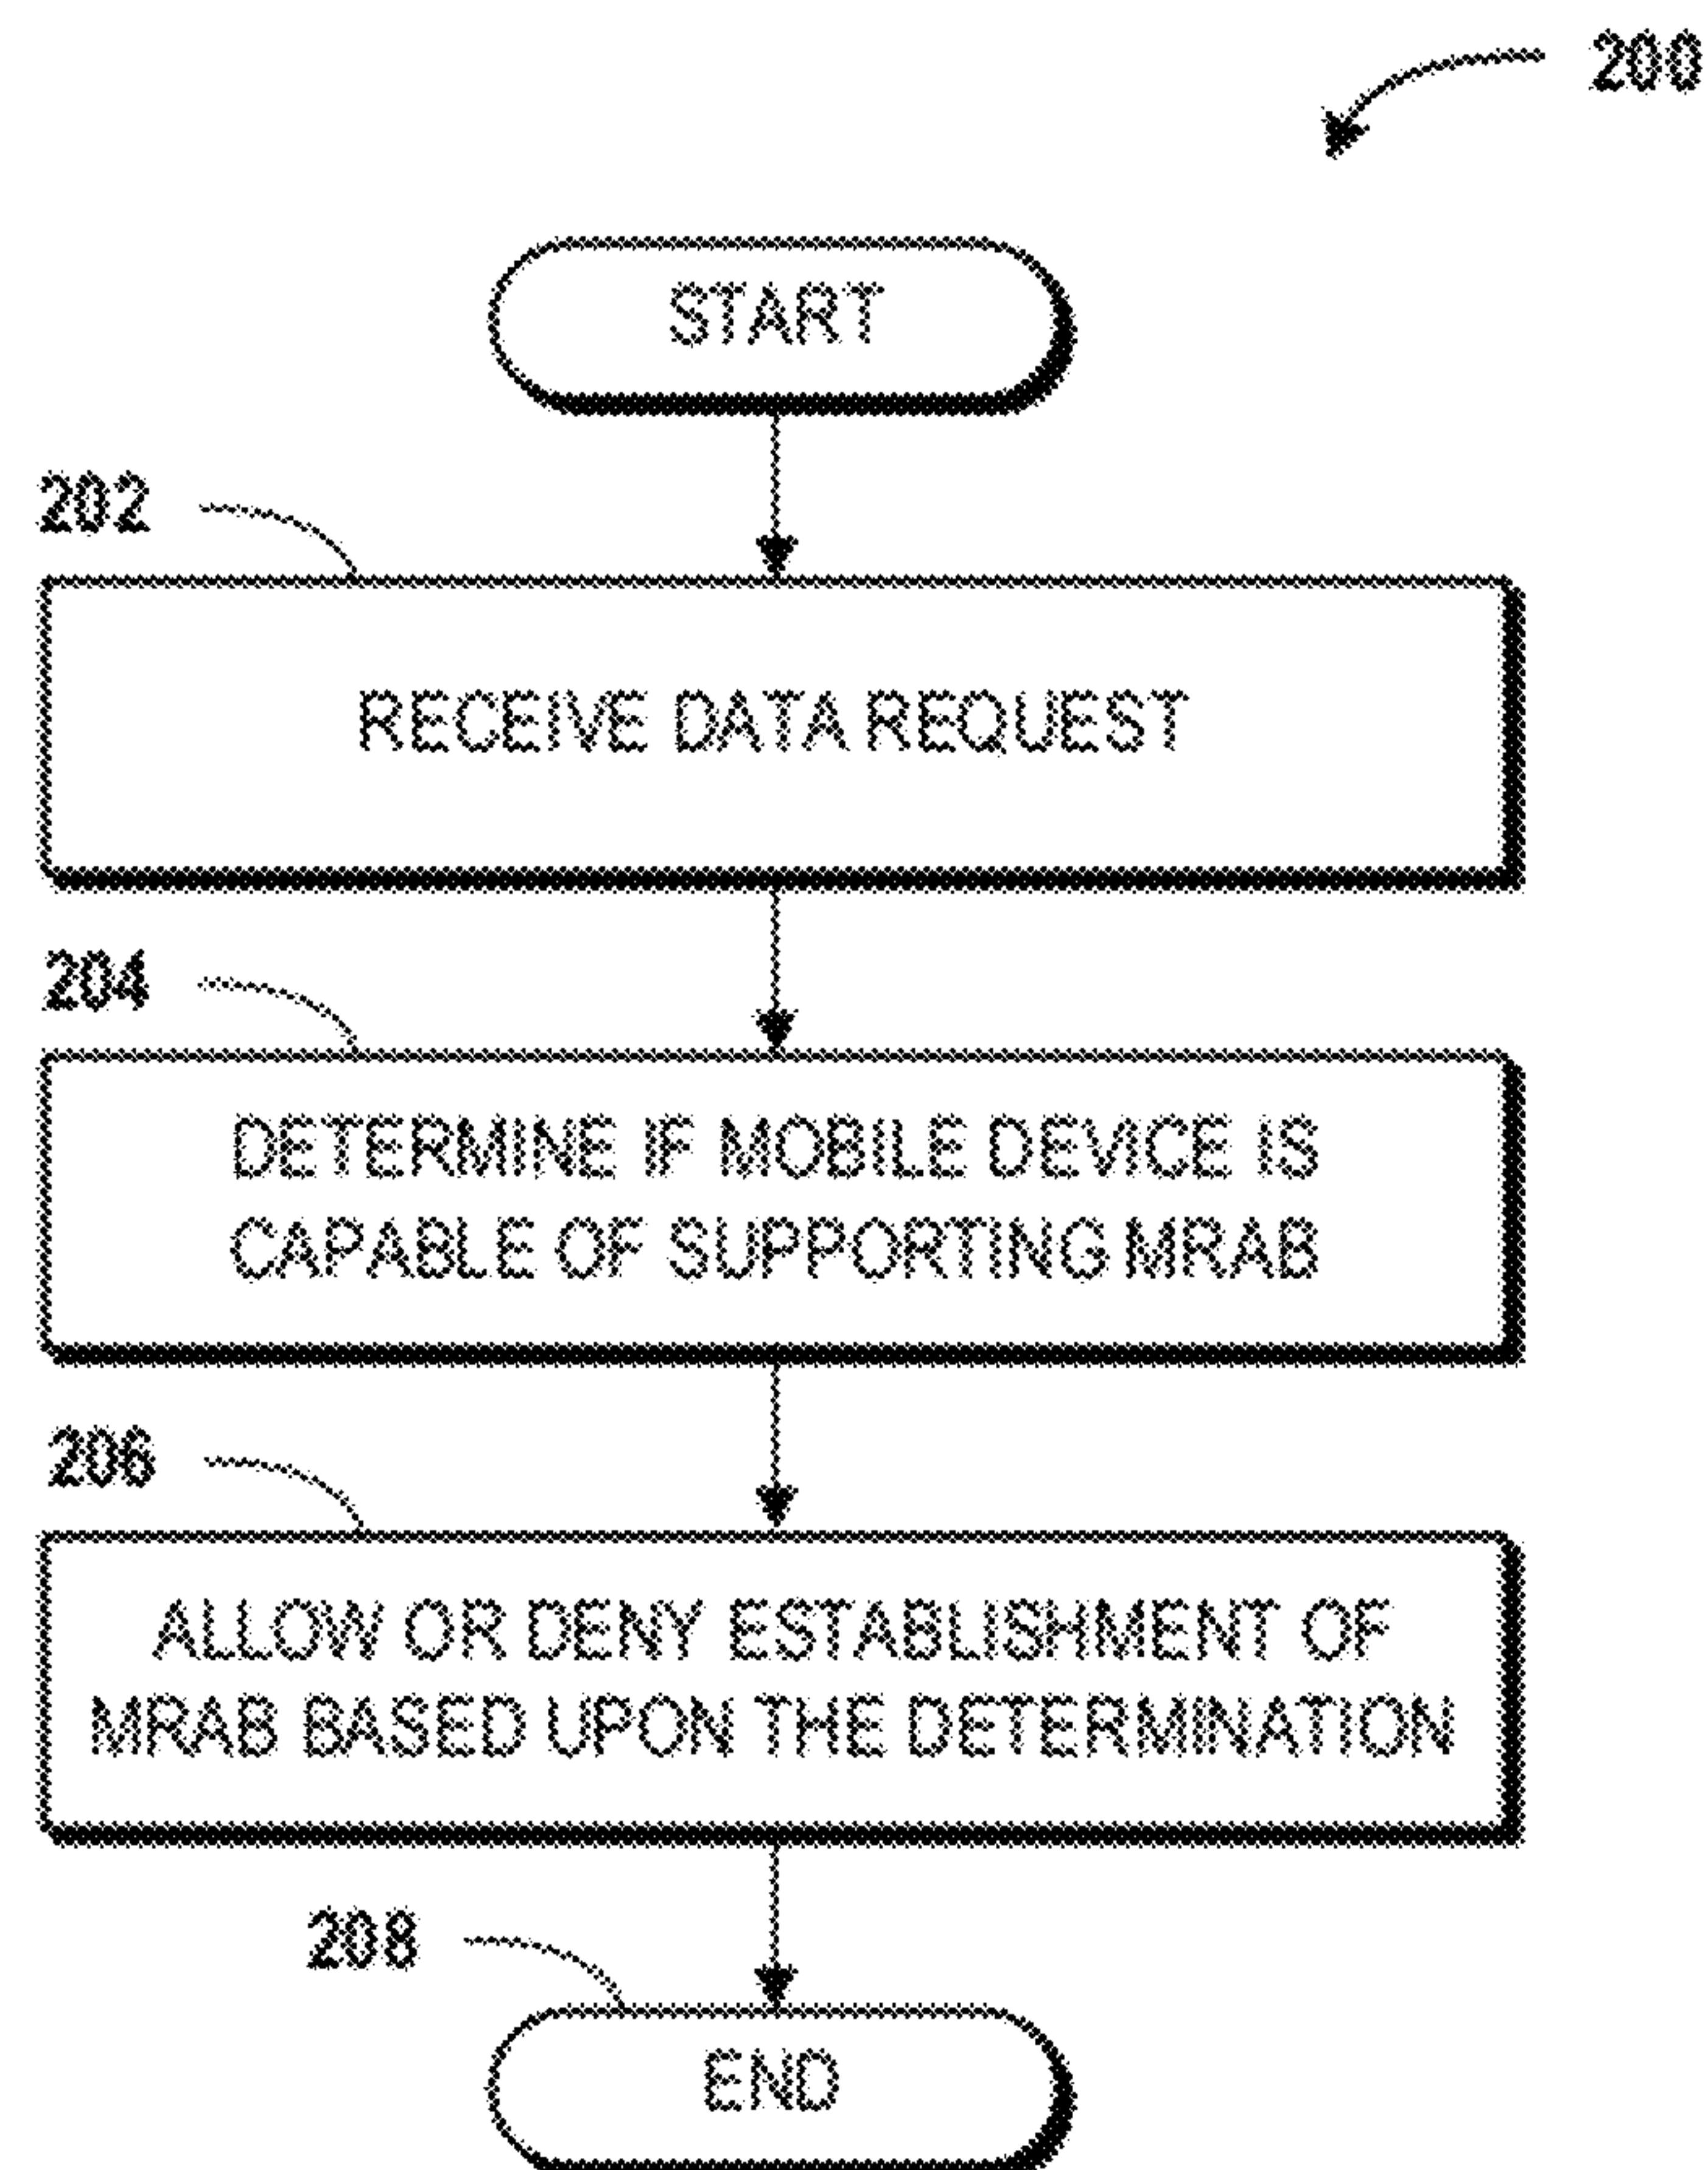 200
START
202
RECEIVE DATA REQUEST
204
DETERMINE IF MOBILE DEVICE IS
CAPABLE OF SUPPORTING MRAB
206
ALLOW OR DENY ESTABLISHMENT OF
MRAB BASED UPON THE DETERMINATION
208
END